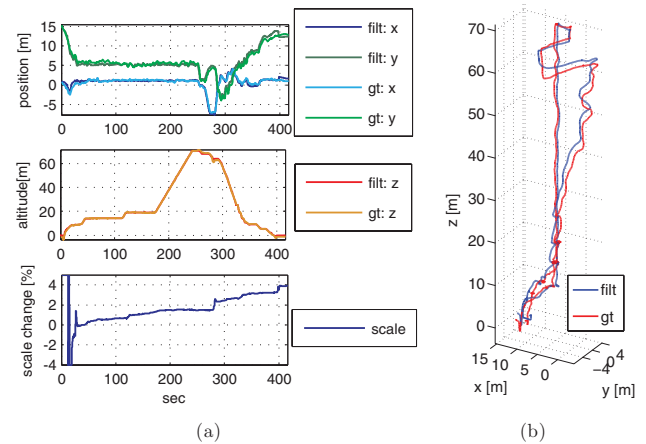 position [m]
15
10
5
0
−5
0
100
200
300
400
filt: x
filt: y
gt: x
gt: y
altitude[m]
60
40
20
0
0
100
200
300
400
filt: z
gt: z
scale change [%]
4
2
0
−2
−4
0
100
200
300
400
sec
scale
(a)
z [m]
70
60
50
40
30
20
10
0
15
10
5
0
x [m]
−4
0
4
y [m]
filt
gt
(b)